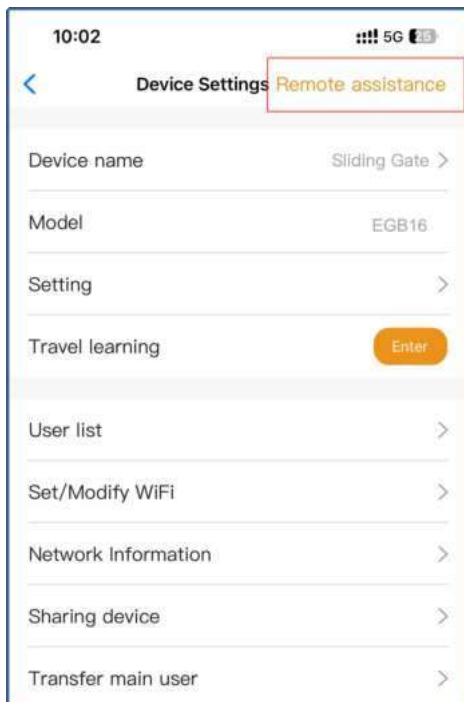 10:02 5G 25
Device Settings Remote assistance
Device name Sliding Gate
Model EGB16
Setting
Travel learning Enter
User list
Set/Modify WiFi
Network Information
Sharing device
Transfer main user